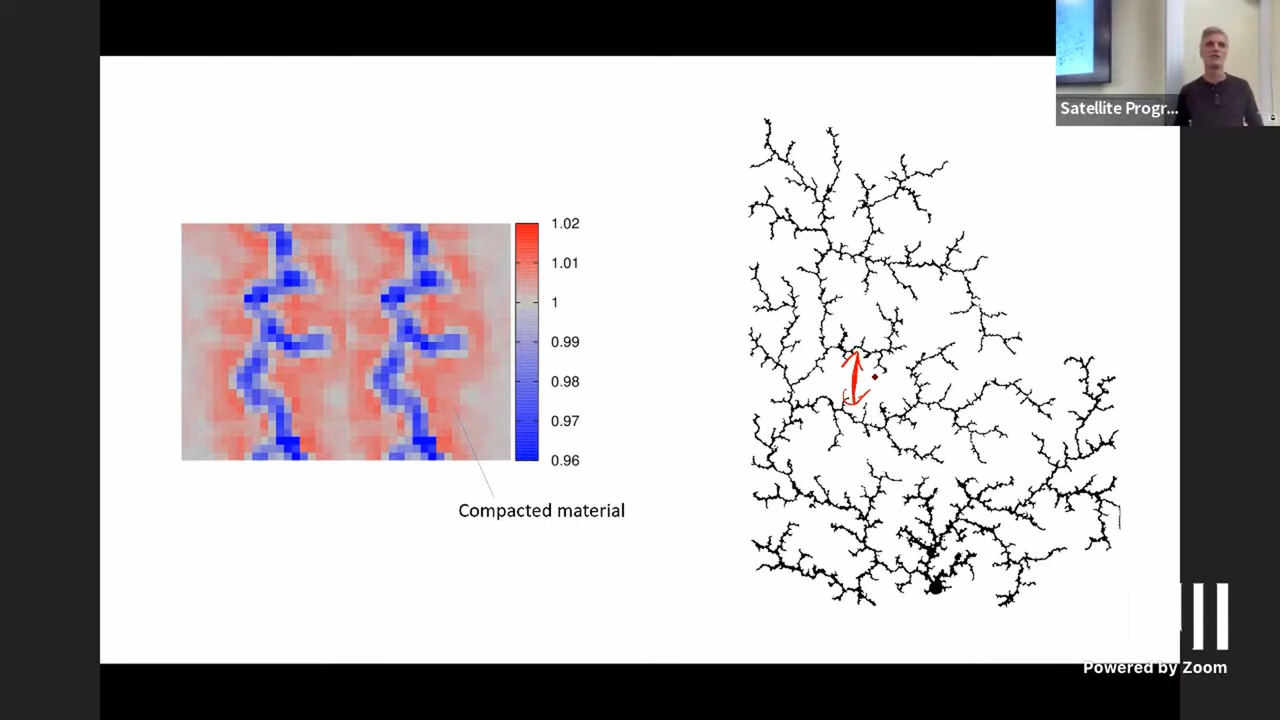 Satellite Progr...
1.02
1.01
1
0.99
0.98
0.97
0.96
Compacted material
Powered by Zoom